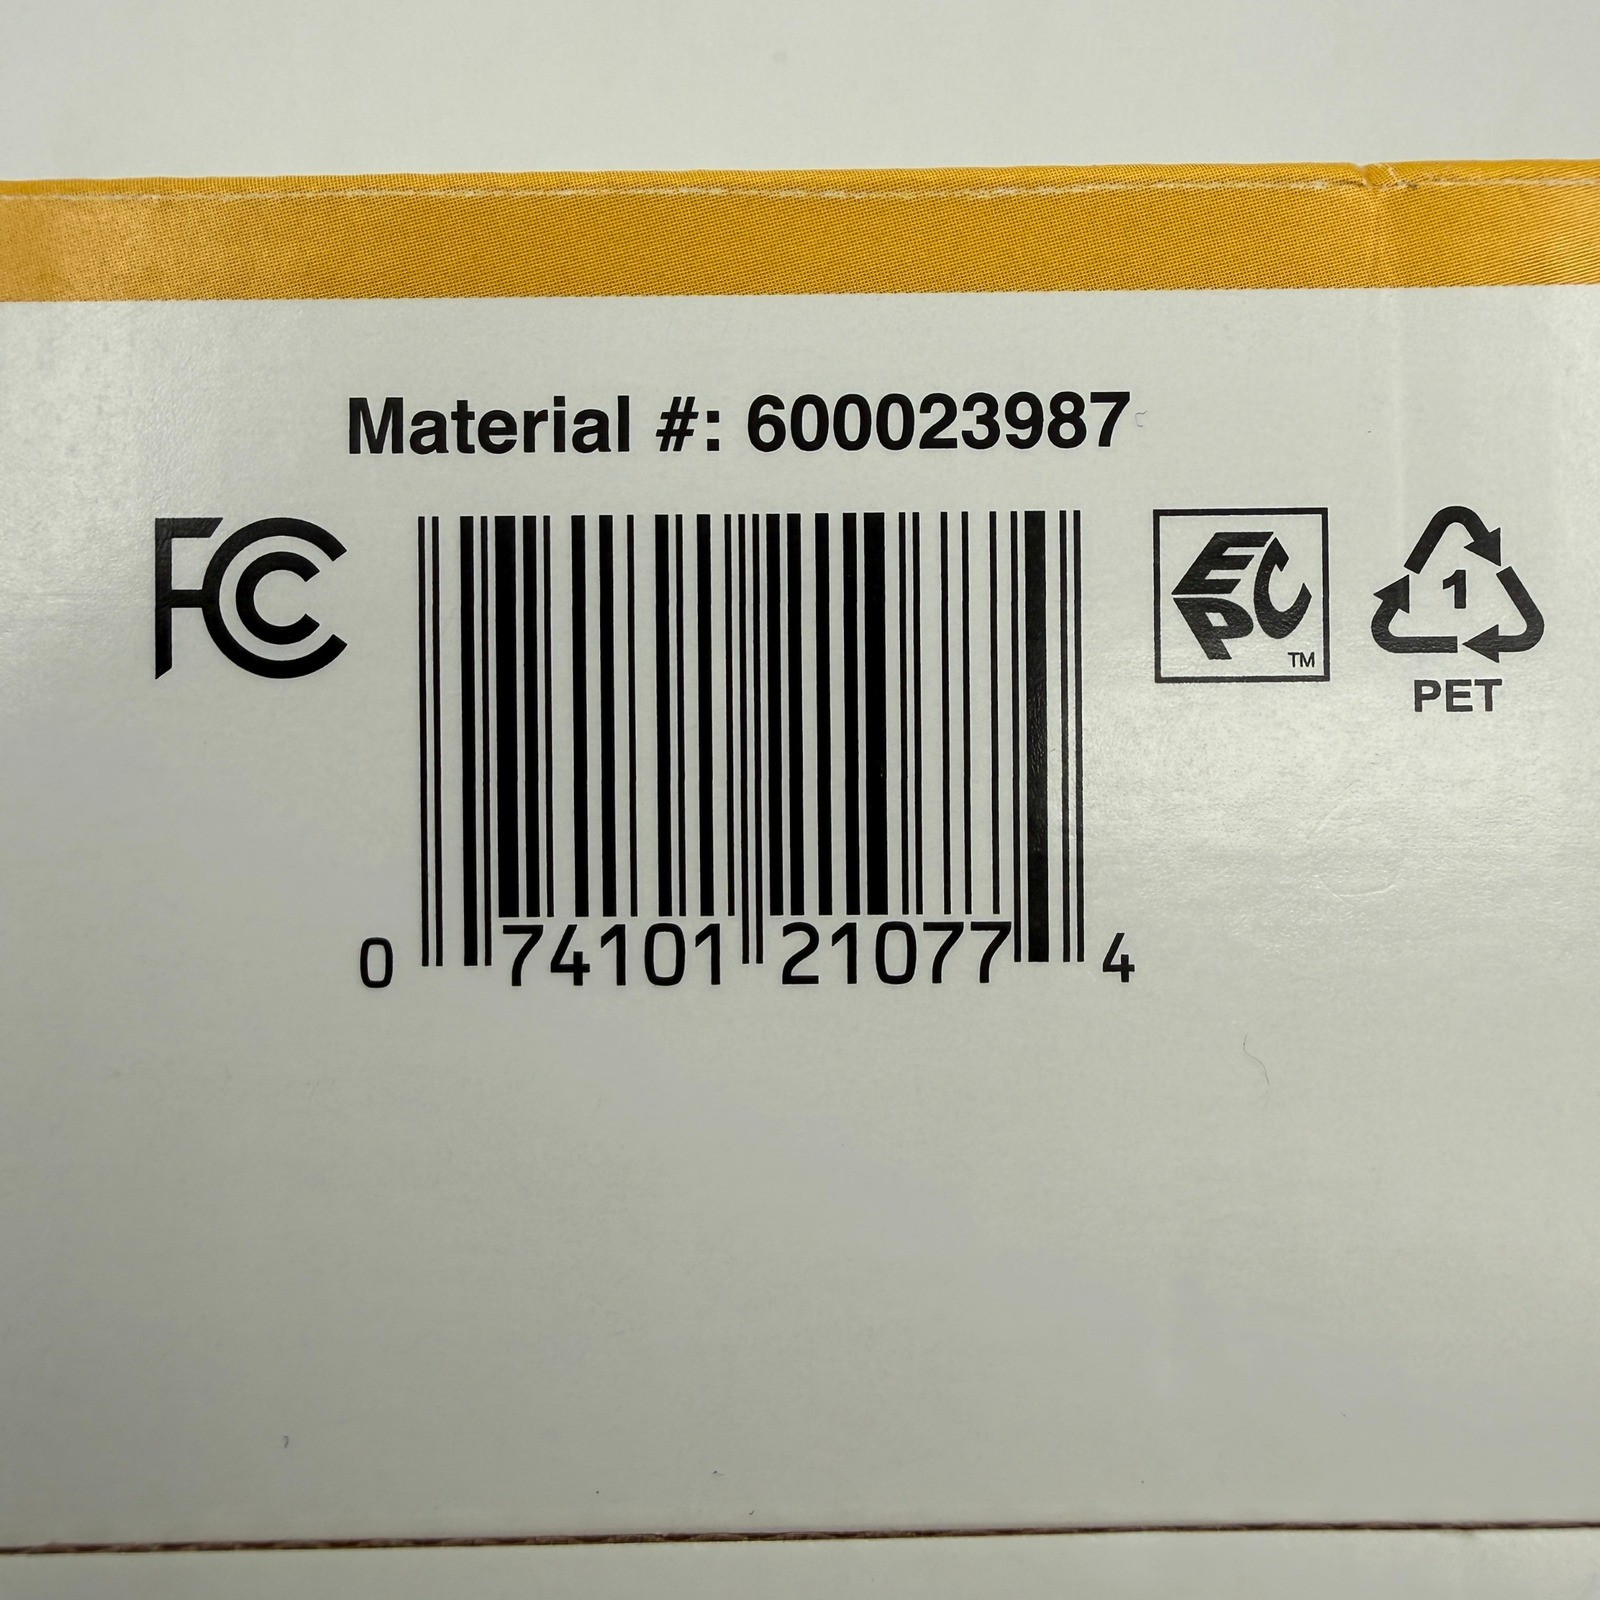 Material #: 600023987
FC
EPC
TM
1
PET
0 74101 21077 4